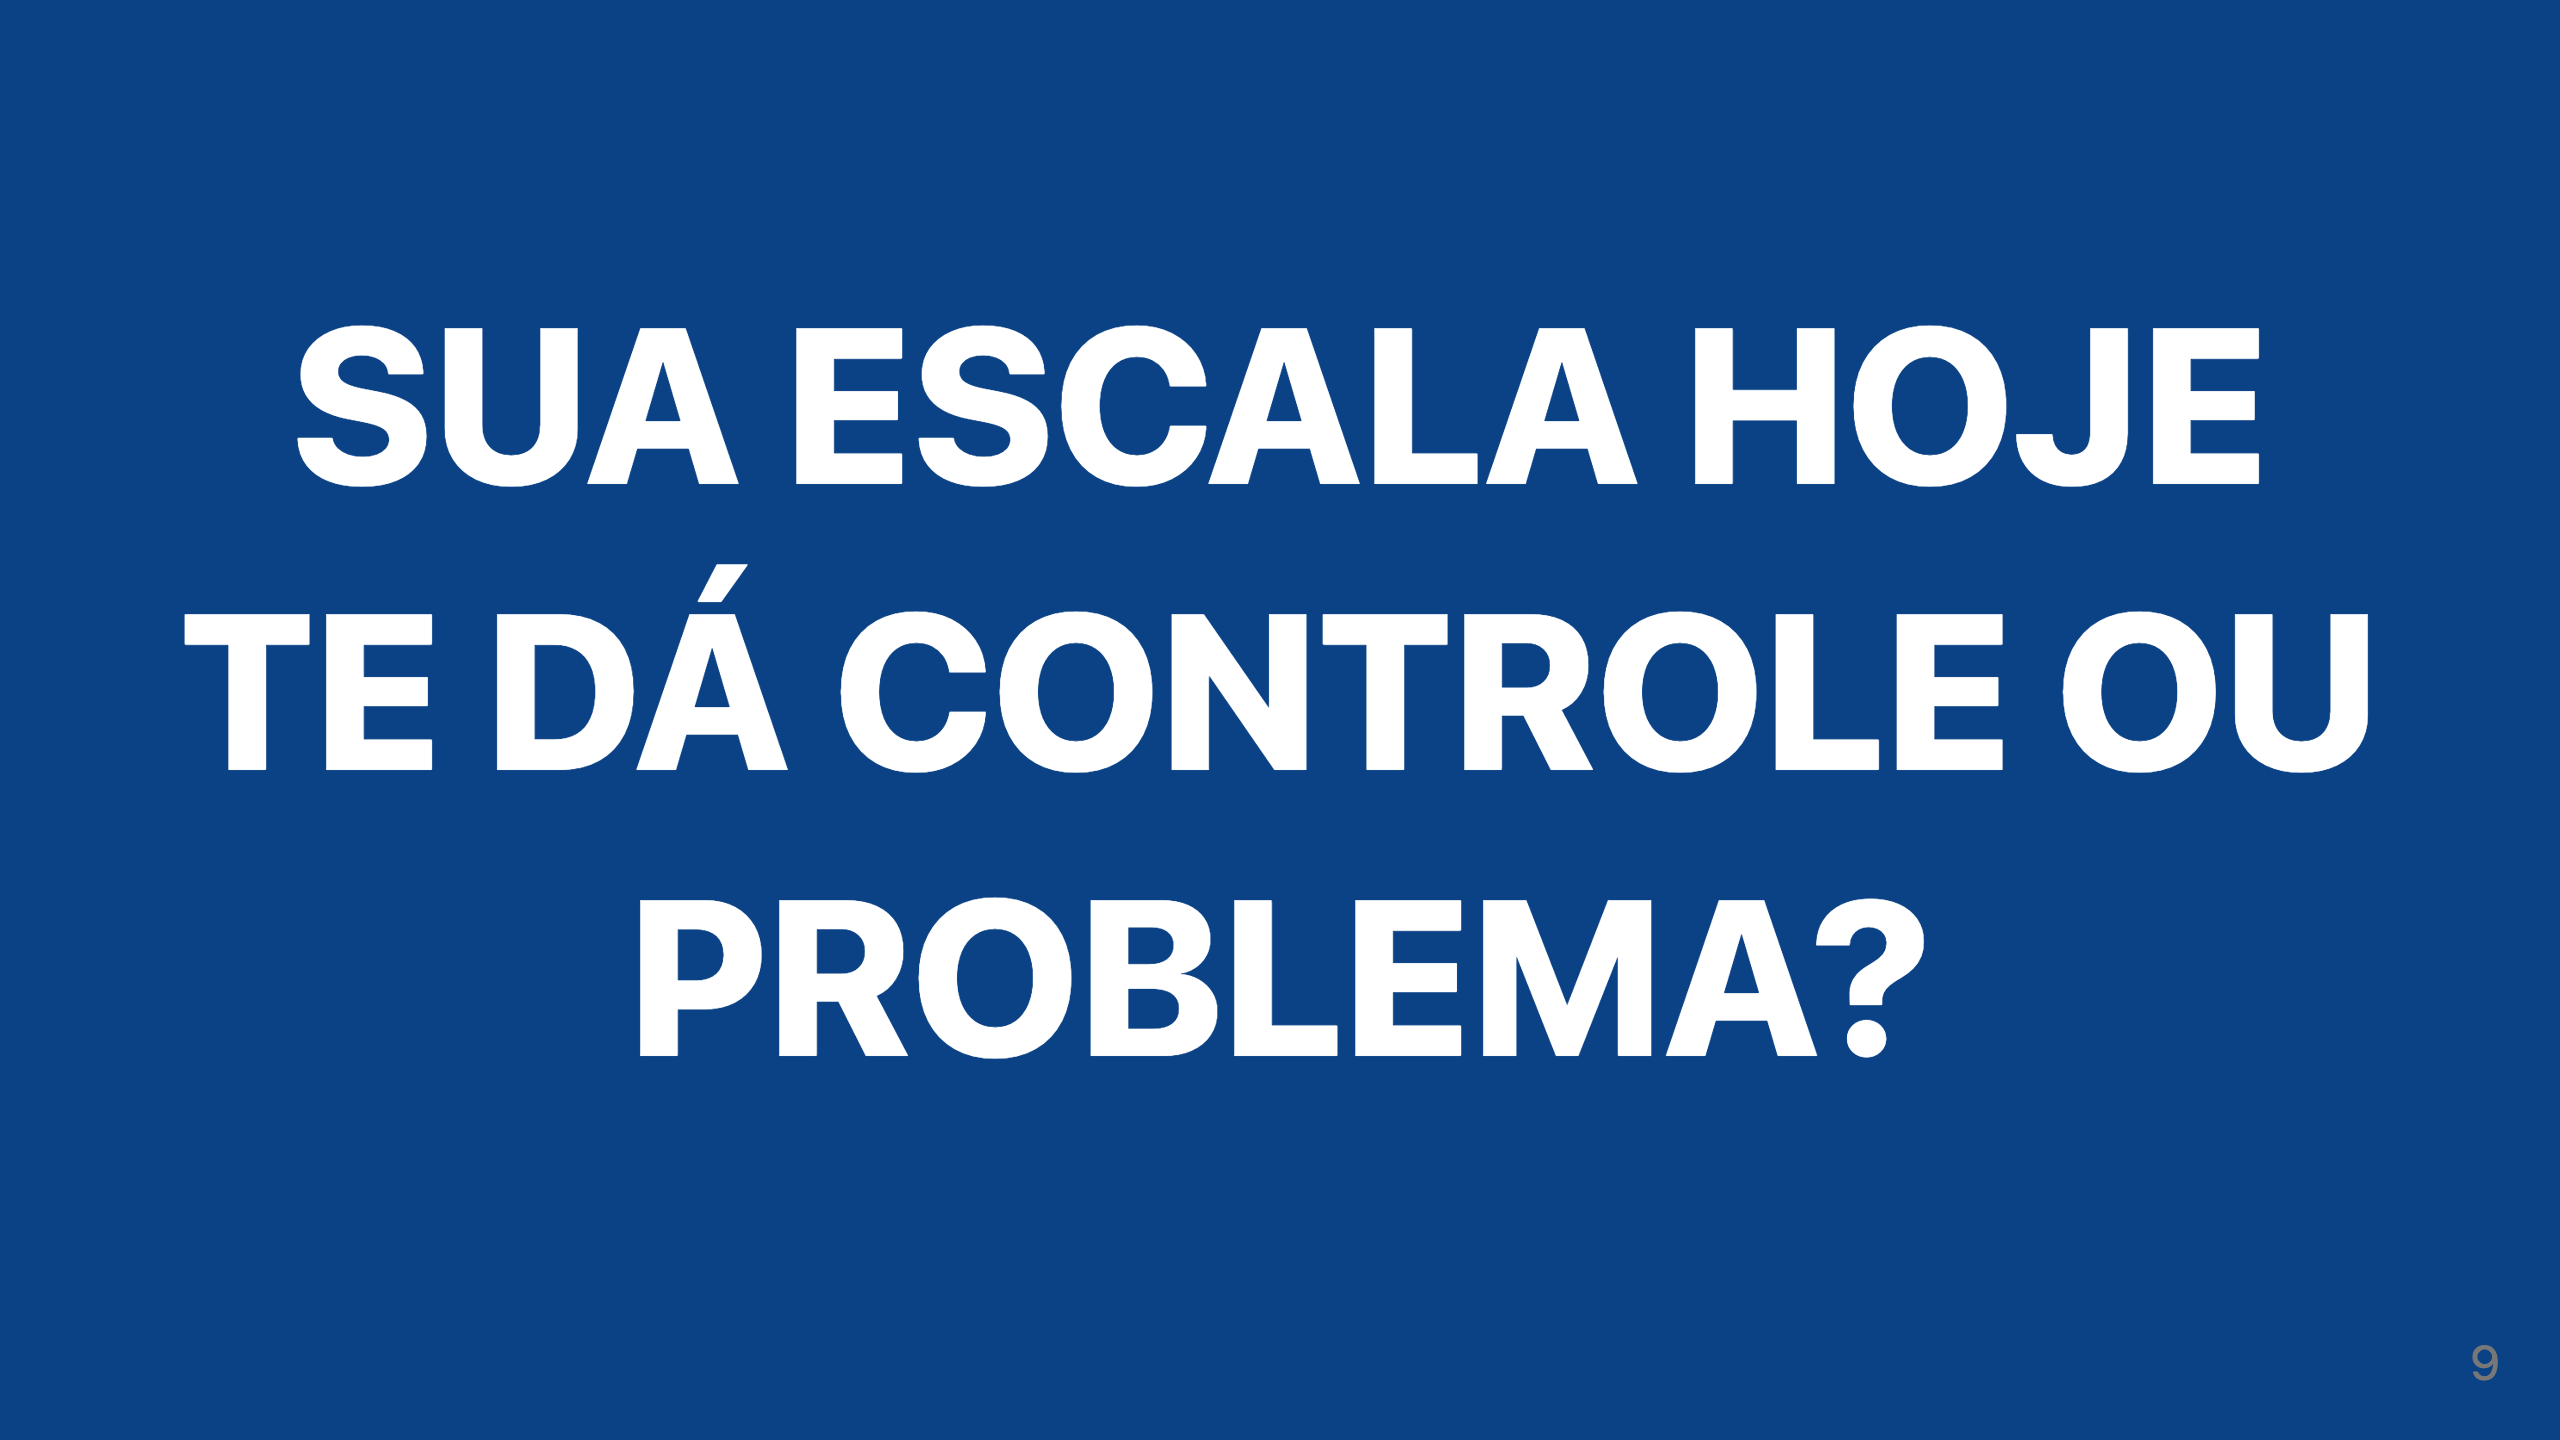 SUA ESCALA HOJE
TE DÁ CONTROLE OU
PROBLEMA?
9